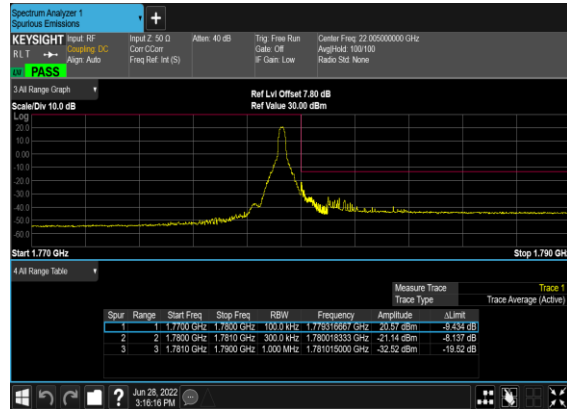 Spectrum Analyzer 1
Spurious Emissions
+
KEYSIGHT Input: RF Input Z: 50 Ω Atten: 40 dB Trig: Free Run Center Freq: 22.005000000 GHz
RLT Coupling: DC Corr CCorr Gate: Off Avg|Hold: 100/100
Align: Auto Freq Ref: Int (S) IF Gain: Low Radio Std: None
LW PASS
3 All Range Graph
Ref Lvl Offset 7.80 dB
Scale/Div 10.0 dB Ref Value 30.00 dBm
Log
20.0
10.0
0.00
-10.0
-20.0
-30.0
-40.0
-50.0
-60.0
Start 1.770 GHz Stop 1.790 GHz
4 All Range Table
Measure Trace Trace 1
Trace Type Trace Average (Active)
Spur Range Start Freq Stop Freq RBW Frequency Amplitude ΔLimit
1 1 1.7700 GHz 1.7800 GHz 100.0 kHz 1.779316667 GHz 20.57 dBm -9.434 dB
2 2 1.7800 GHz 1.7810 GHz 300.0 kHz 1.780018333 GHz -21.14 dBm -8.137 dB
3 3 1.7810 GHz 1.7900 GHz 1.000 MHz 1.781015000 GHz -32.52 dBm -19.52 dB
? Jun 28, 2022
3:16:16 PM